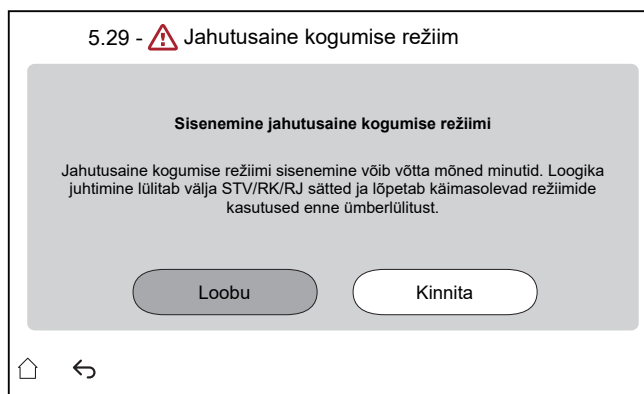 5.29 - Jahutusaine kogumise režiim
Sisenemine jahutusaine kogumise režiimi
Jahutusaine kogumise režiimi sisenemine võib võtta mõned minutid. Loogika
juhtimine lülitab välja STV/RK/RJ sätted ja lõpetab käimasolevad režiimide
kasutused enne ümberlülitust.
Loobu
Kinnita